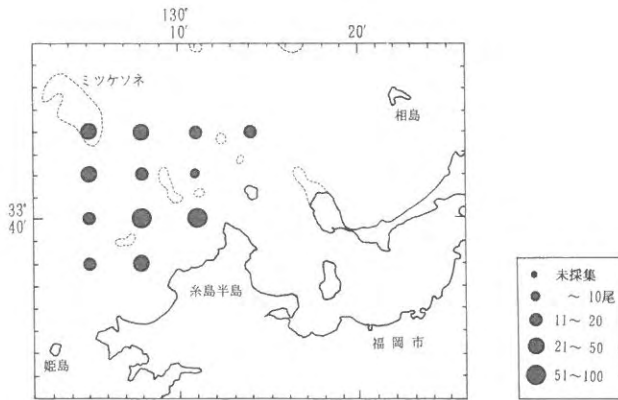 130°
10′
20′
ミツケソネ
相島
33°
40′
糸島半島
福岡市
姫島
未採集
～ 10尾
11～ 20
21～ 50
51～100